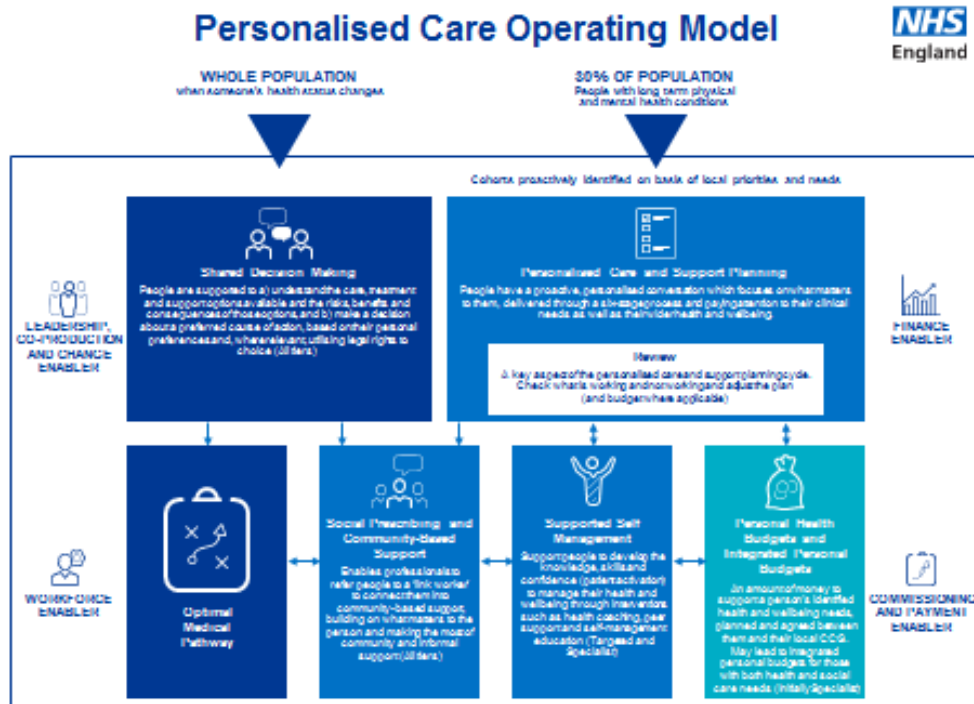 Personalised Care Operating Model
NHS
England
WHOLE POPULATION
when someone's health status changes
30% OF POPULATION
People with long term physical
and mental health conditions
Cohorts proactively identified on basis of local priorities and needs
Shared Decision Making
People are supported to a) understand the care, treatment
and support options available and the risks, benefits and
consequences of those options, and b) make a decision
about a preferred course of action, based on their personal
preferences and, where relevant, utilising legal rights to
choice (All tiers)
Personalised Care and Support Planning
People have a proactive, personalised conversation which focuses on what matters
to them, delivered through a six-stage process and paying attention to their clinical
needs as well as their wider health and wellbeing.
Review
A key aspect of the personalised care and support planning cycle.
Check what is working and not working and adjust the plan
(and budget where applicable)
LEADERSHIP,
CO-PRODUCTION
AND CHANGE
ENABLER
FINANCE
ENABLER
WORKFORCE
ENABLER
Optimal
Medical
Pathway
Social Prescribing and
Community-Based
Support
Enables professionals to
refer people to a 'link worker'
to connect them into
community-based support,
building on what matters to the
person and making the most of
community and informal
support (All tiers)
Supported Self
Management
Support people to develop the
knowledge, skills and
confidence (patient activation)
to manage their health and
wellbeing through interventions
such as health coaching, peer
support and self-management
education (Targeted and
Specialist)
Personal Health
Budgets and
Integrated Personal
Budgets
An amount of money to
support a person's identified
health and wellbeing needs,
planned and agreed between
them and their local CCG.
May lead to integrated
personal budgets for those
with both health and social
care needs (Initially Specialist)
COMMISSIONING
AND PAYMENT
ENABLER